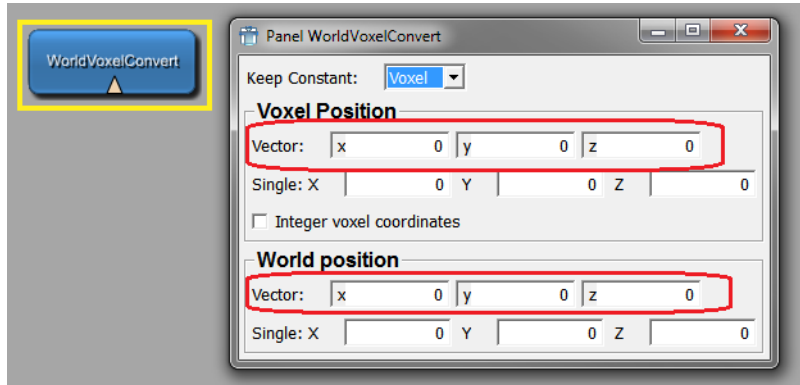 WorldVoxelConvert
Panel WorldVoxelConvert
Keep Constant: Voxel
Voxel Position
Vector: x 0 y 0 z 0
Single: X 0 Y 0 Z 0
Integer voxel coordinates
World position
Vector: x 0 y 0 z 0
Single: X 0 Y 0 Z 0